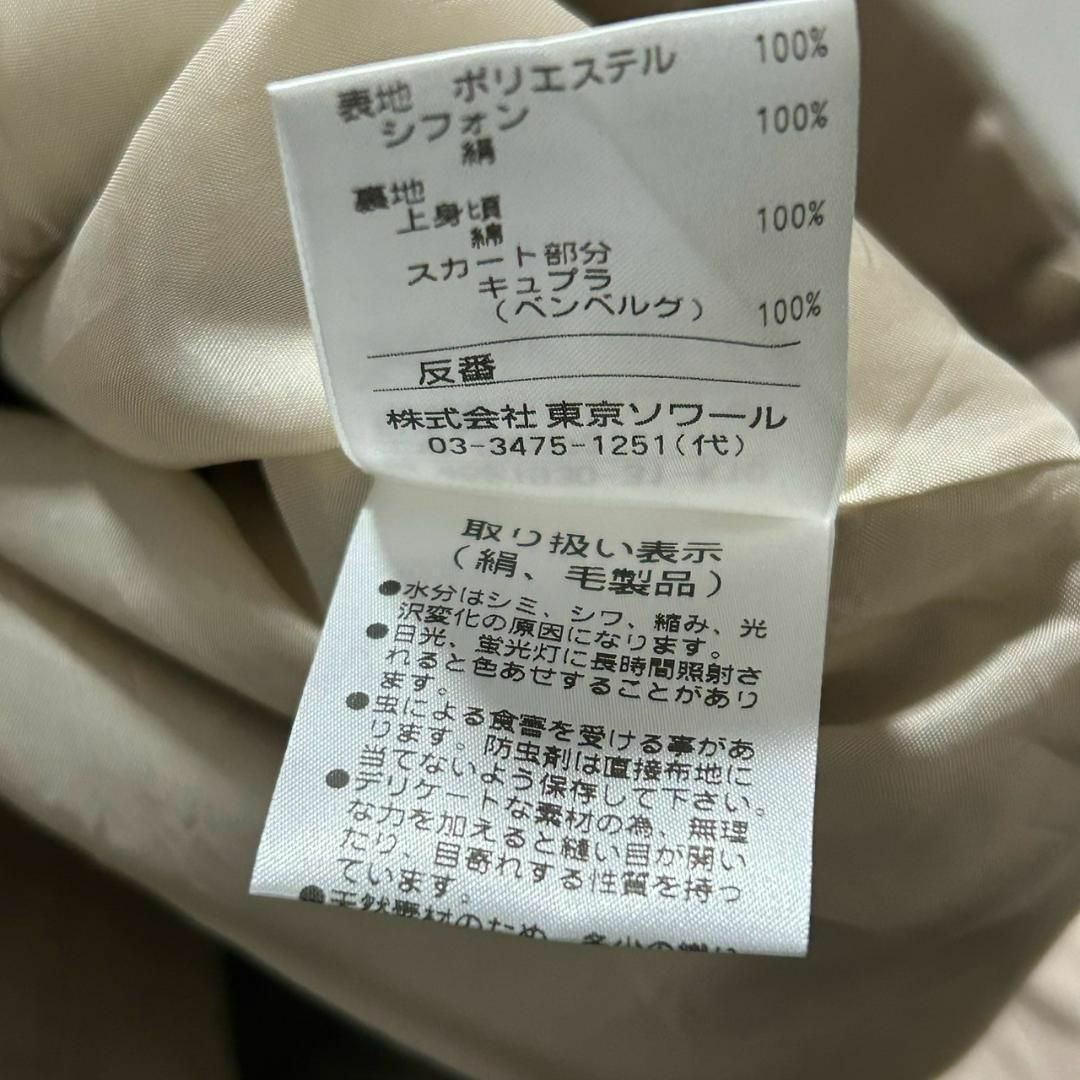 表地 ポリエステル 100%
シフォン
絹 100%
裏地
上身頃
綿 100%
スカート部分
キュプラ
(ベンベルグ) 100%
反番
株式会社 東京ソワール
03-3475-1251(代)
取り扱い表示
(絹、毛製品)
●水分はシミ、シワ、縮み、光
沢変化の原因になります。
●日光、蛍光灯に長時間照射さ
れると色あせすることがあり
ます。
●虫による食害を受ける事があ
ります。防虫剤は直接布地に
当てないよう保存して下さい。
●デリケートな素材の為、無理
な力を加えると縫い目が開い
たり、目寄れする性質を持っ
ています。
●天然素材のため、多少の